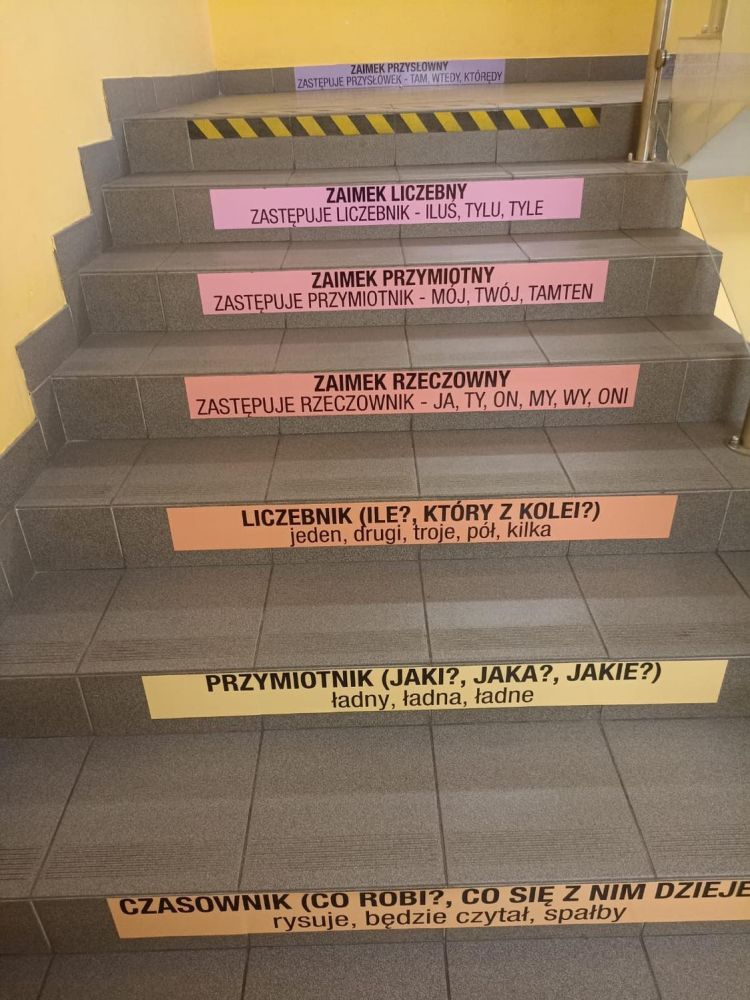 ZAIMEK PRZYSŁOWNY
ZASTĘPUJE PRZYSŁÓWEK - TAM, WTEDY, KTÓRĘDY
ZAIMEK LICZEBNY
ZASTĘPUJE LICZEBNIK - ILUŚ, TYLU, TYLE
ZAIMEK PRZYMIOTNY
ZASTĘPUJE PRZYMIOTNIK - MÓJ, TWÓJ, TAMTEN
ZAIMEK RZECZOWNY
ZASTĘPUJE RZECZOWNIK - JA, TY, ON, MY, WY, ONI
LICZEBNIK (ILE?, KTÓRY Z KOLEI?)
jeden, drugi, troje, pół, kilka
PRZYMIOTNIK (JAKI?, JAKA?, JAKIE?)
ładny, ładna, ładne
CZASOWNIK (CO ROBI?, CO SIĘ Z NIM DZIEJE
rysuje, będzie czytał, spałby